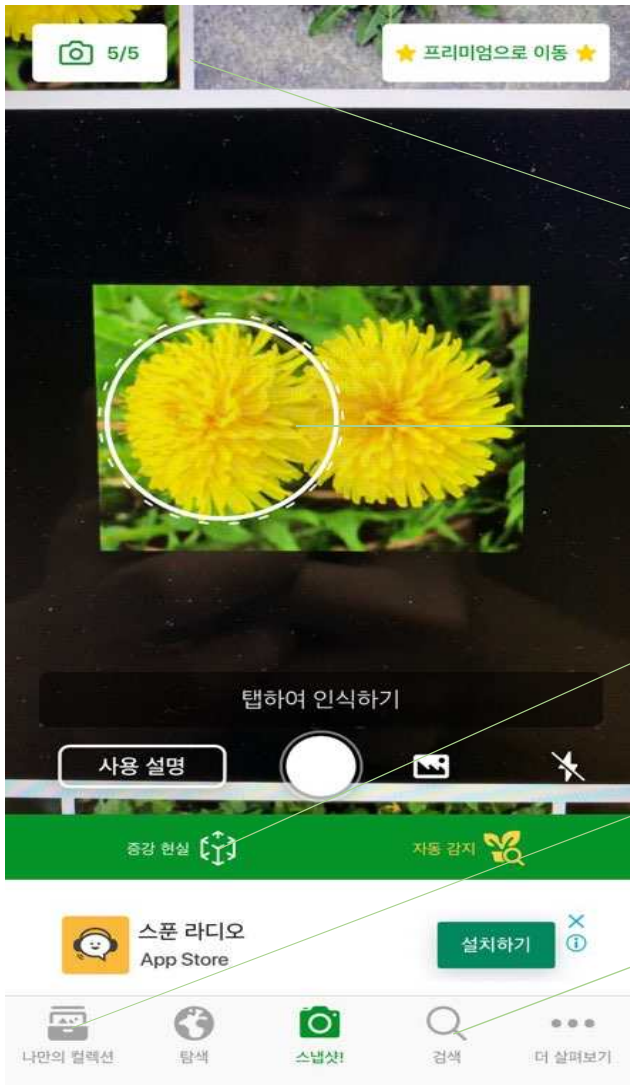 5/5
프리미엄으로 이동
탭하여 인식하기
사용 설명
증강 현실
자동 감지
스푼 라디오
App Store
설치하기
나만의 컬렉션
탐색
스냅샷!
검색
더 살펴보기